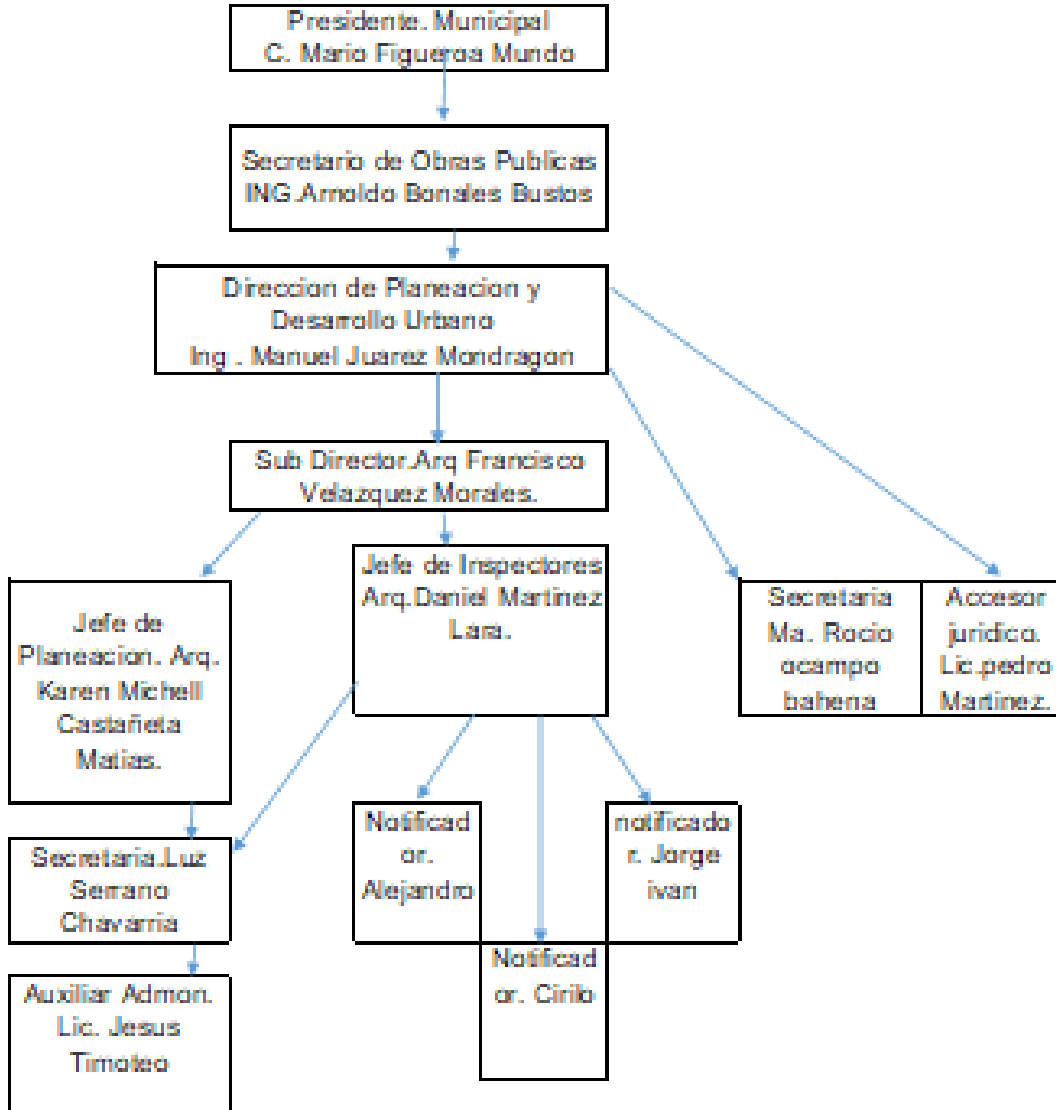 Presidente. Municipal
C. Mario Figueroa Mundo
Secretario de Obras Publicas
ING.Arnoldo Bonales Bustos
Direccion de Planeacion y
Desarrollo Urbano
Ing . Manuel Juarez Mondragon
Sub Director.Arq Francisco
Velazquez Morales.
Jefe de
Planeacion. Arq.
Karen Michell
Castañeta
Matias.
Jefe de Inspectores
Arq.Daniel Martinez
Lara.
Secretaria
Ma. Rocio
ocampo
bahena
Accesor
juridico.
Lic.pedro
Martinez.
Secretaria.Luz
Serrano
Chavarria
Notificad
or.
Alejandro
notificado
r. Jorge
ivan
Notificad
or. Cirilo
Auxiliar Admon.
Lic. Jesus
Timoteo